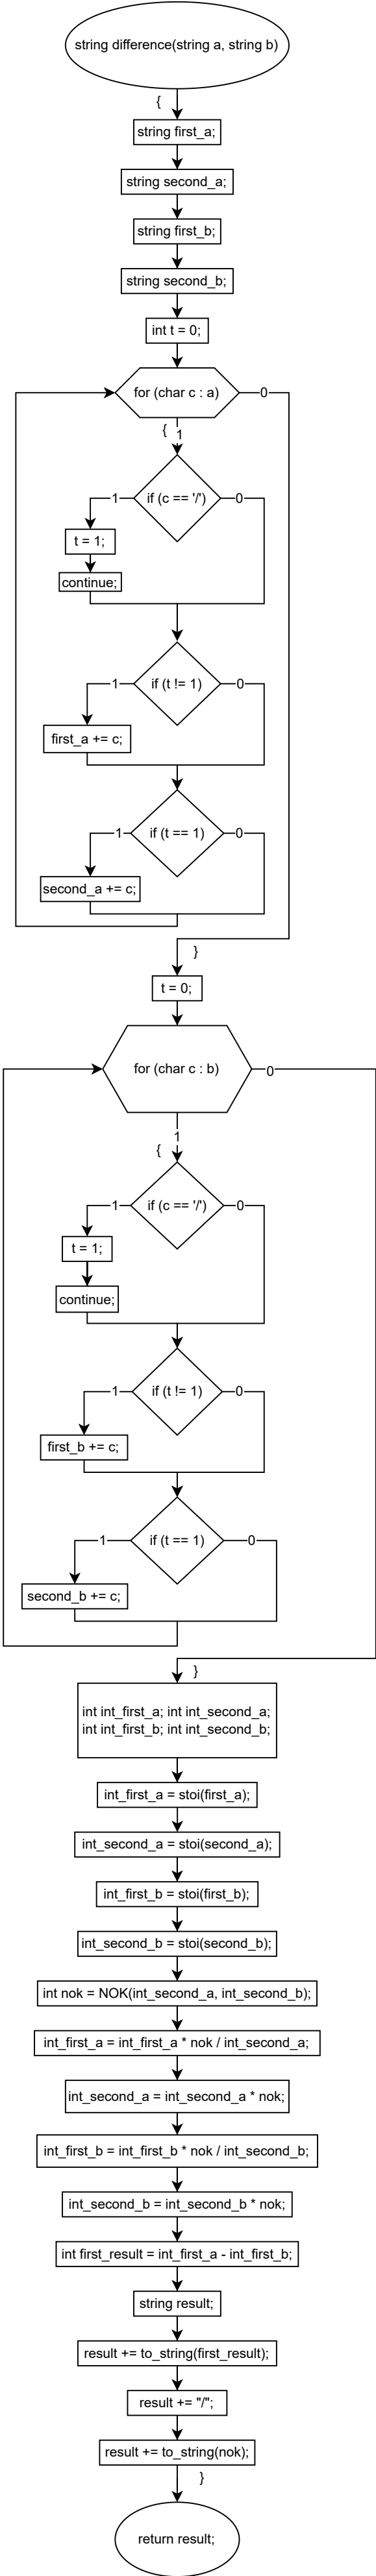 string difference(string a, string b)
{
string first_a;
string second_a;
string first_b;
string second_b;
int t = 0;
for (char c : a)
0
{
1
if (c == '/')
1
0
t = 1;
continue;
if (t != 1)
1
0
first_a += c;
if (t == 1)
1
0
second_a += c;
}
t = 0;
for (char c : b)
0
1
{
if (c == '/')
1
0
t = 1;
continue;
if (t != 1)
1
0
first_b += c;
if (t == 1)
1
0
second_b += c;
}
int int_first_a; int int_second_a;
int int_first_b; int int_second_b;
int_first_a = stoi(first_a);
int_second_a = stoi(second_a);
int_first_b = stoi(first_b);
int_second_b = stoi(second_b);
int nok = NOK(int_second_a, int_second_b);
int_first_a = int_first_a * nok / int_second_a;
int_second_a = int_second_a * nok;
int_first_b = int_first_b * nok / int_second_b;
int_second_b = int_second_b * nok;
int first_result = int_first_a - int_first_b;
string result;
result += to_string(first_result);
result += "/";
result += to_string(nok);
}
return result;